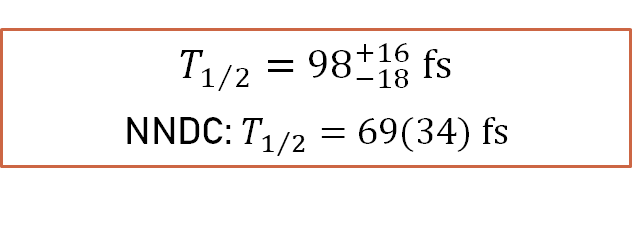 T_{1/2} = 98^{+16}_{-18} fs
NNDC: T_{1/2} = 69(34) fs